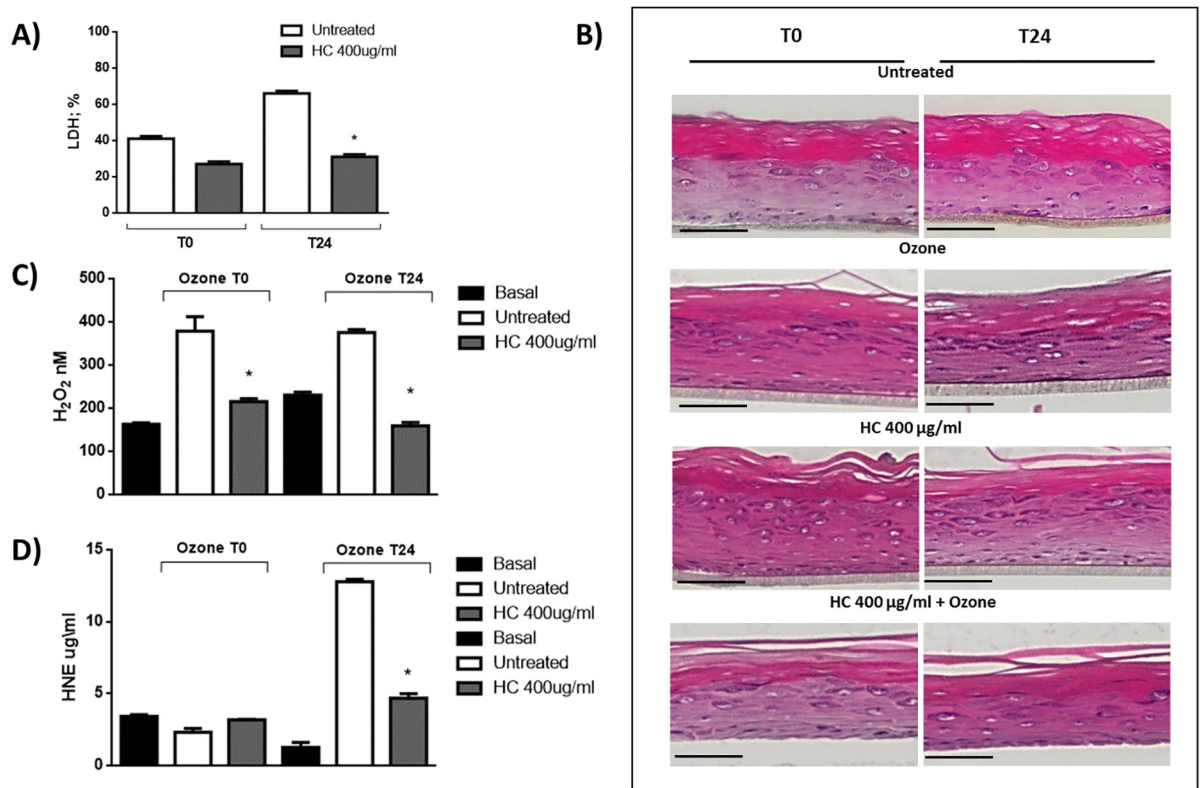 A)
Untreated
HC 400ug/ml
LDH; %
100
80
60
40
20
0
*
T0
T24
B)
T0
T24
Untreated
Ozone
HC 400 µg/ml
HC 400 µg/ml + Ozone
C)
Ozone T0
Ozone T24
Basal
Untreated
HC 400ug/ml
H₂O₂ nM
500
400
300
200
100
0
*
*
D)
Ozone T0
Ozone T24
Basal
Untreated
HC 400ug/ml
Basal
Untreated
HC 400ug/ml
HNE ug\ml
15
10
5
0
*